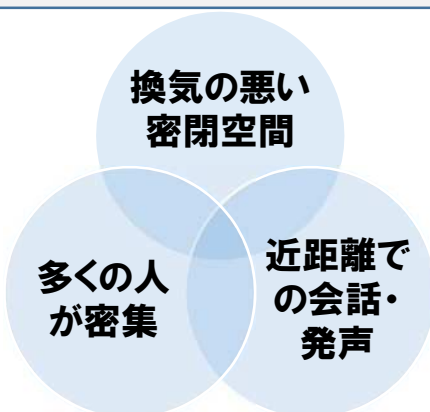 換気の悪い
密閉空間
多くの人
が密集
近距離で
の会話・
発声